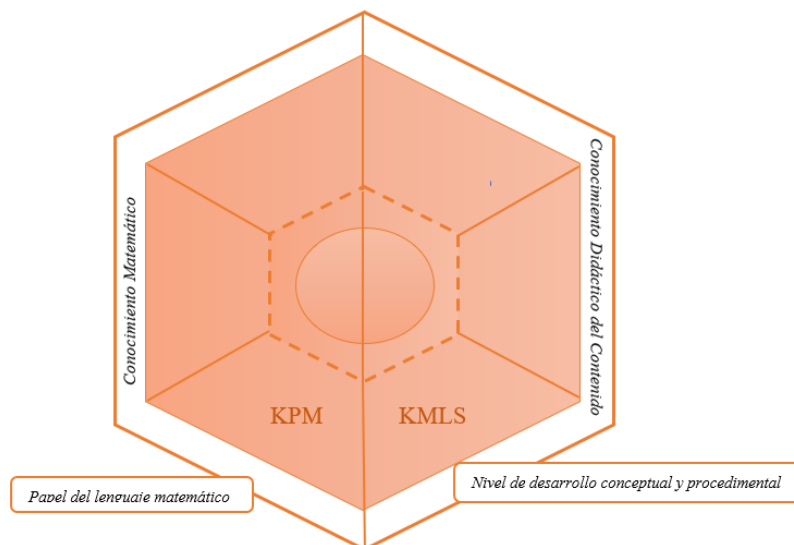 Conocimiento Matemático
Conocimiento Didáctico del Contenido
KPM
KMLS
Papel del lenguaje matemático
Nivel de desarrollo conceptual y procedimental